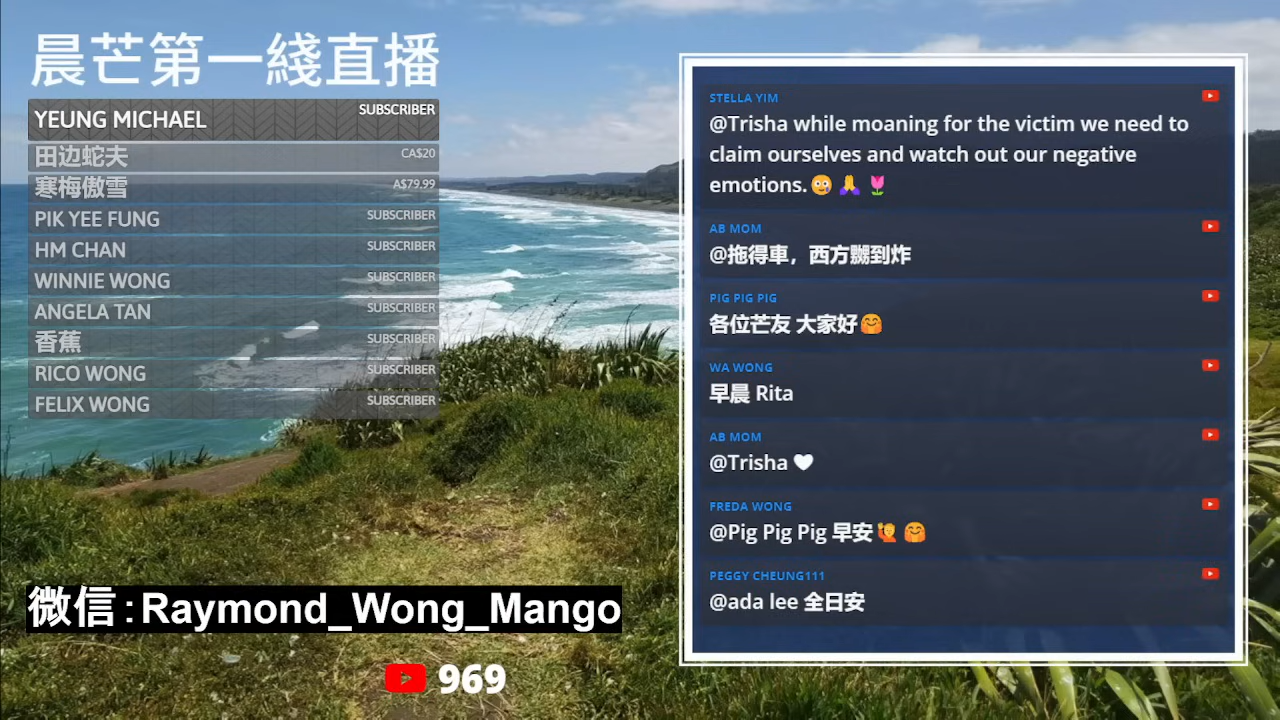 晨芒第一綫直播
YEUNG MICHAEL SUBSCRIBER
田边蛇夫 CA$20
寒梅傲雪 A$79.99
PIK YEE FUNG SUBSCRIBER
HM CHAN SUBSCRIBER
WINNIE WONG SUBSCRIBER
ANGELA TAN SUBSCRIBER
香蕉 SUBSCRIBER
RICO WONG SUBSCRIBER
FELIX WONG SUBSCRIBER
微信:Raymond_Wong_Mango
969
STELLA YIM
@Trisha while moaning for the victim we need to
claim ourselves and watch out our negative
emotions.😳🙏🌷
AB MOM
@拖得車，西方嬲到炸
PIG PIG PIG
各位芒友 大家好🤗
WA WONG
早晨 Rita
AB MOM
@Trisha 🤍
FREDA WONG
@Pig Pig Pig 早安🙋🤗
PEGGY CHEUNG111
@ada lee 全日安